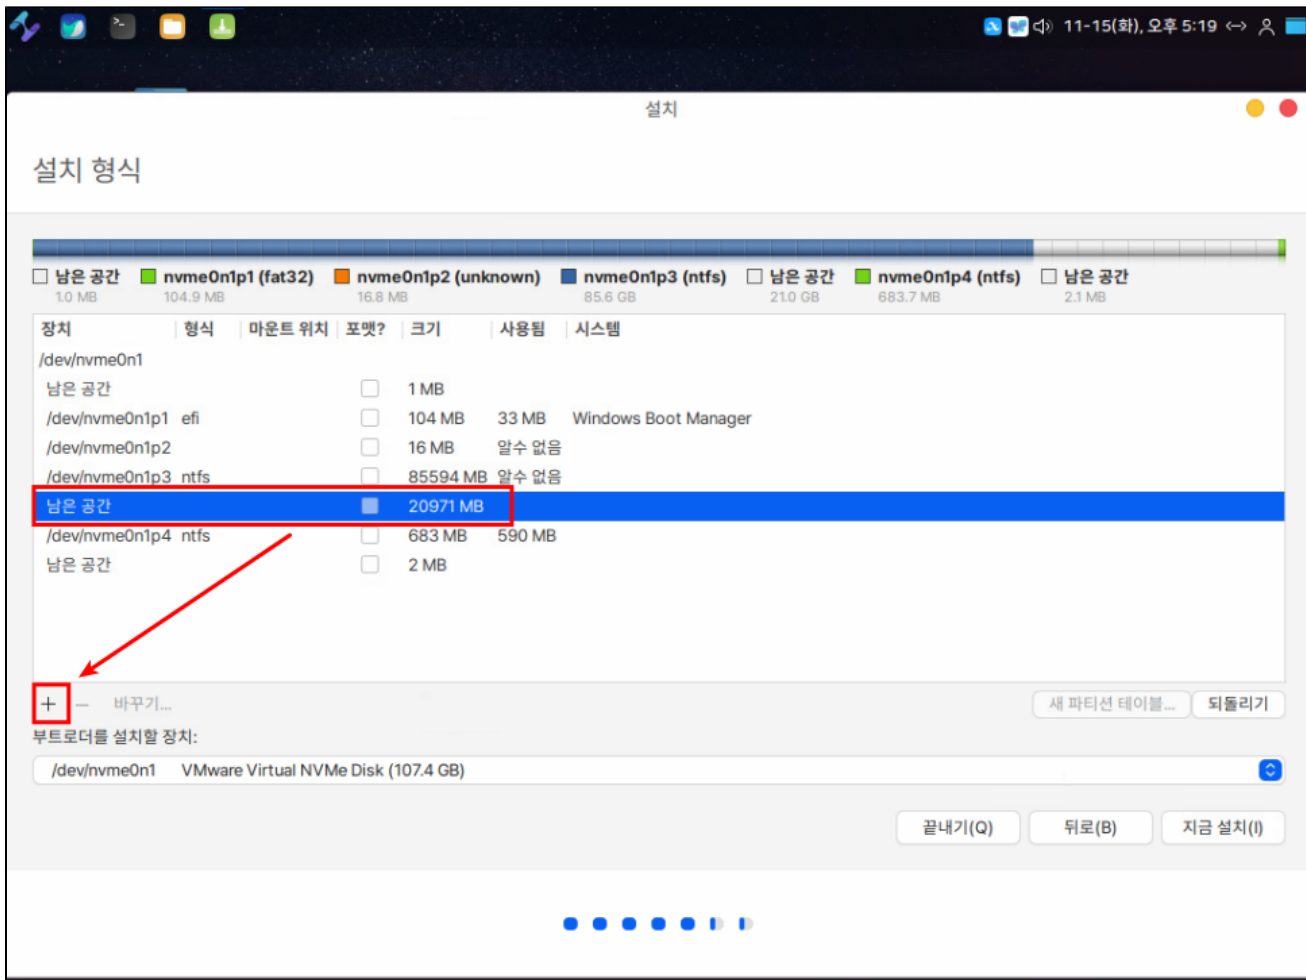 11-15(화), 오후 5:19
설치
설치 형식
남은 공간 nvme0n1p1 (fat32) nvme0n1p2 (unknown) nvme0n1p3 (ntfs) 남은 공간 nvme0n1p4 (ntfs) 남은 공간
1.0 MB 104.9 MB 16.8 MB 85.6 GB 21.0 GB 683.7 MB 2.1 MB
장치 형식 마운트 위치 포맷? 크기 사용됨 시스템
/dev/nvme0n1
남은 공간 1 MB
/dev/nvme0n1p1 efi 104 MB 33 MB Windows Boot Manager
/dev/nvme0n1p2 16 MB 알수 없음
/dev/nvme0n1p3 ntfs 85594 MB 알수 없음
남은 공간 20971 MB
/dev/nvme0n1p4 ntfs 683 MB 590 MB
남은 공간 2 MB
+ − 바꾸기... 새 파티션 테이블... 되돌리기
부트로더를 설치할 장치:
/dev/nvme0n1 VMware Virtual NVMe Disk (107.4 GB)
끝내기(Q) 뒤로(B) 지금 설치(I)